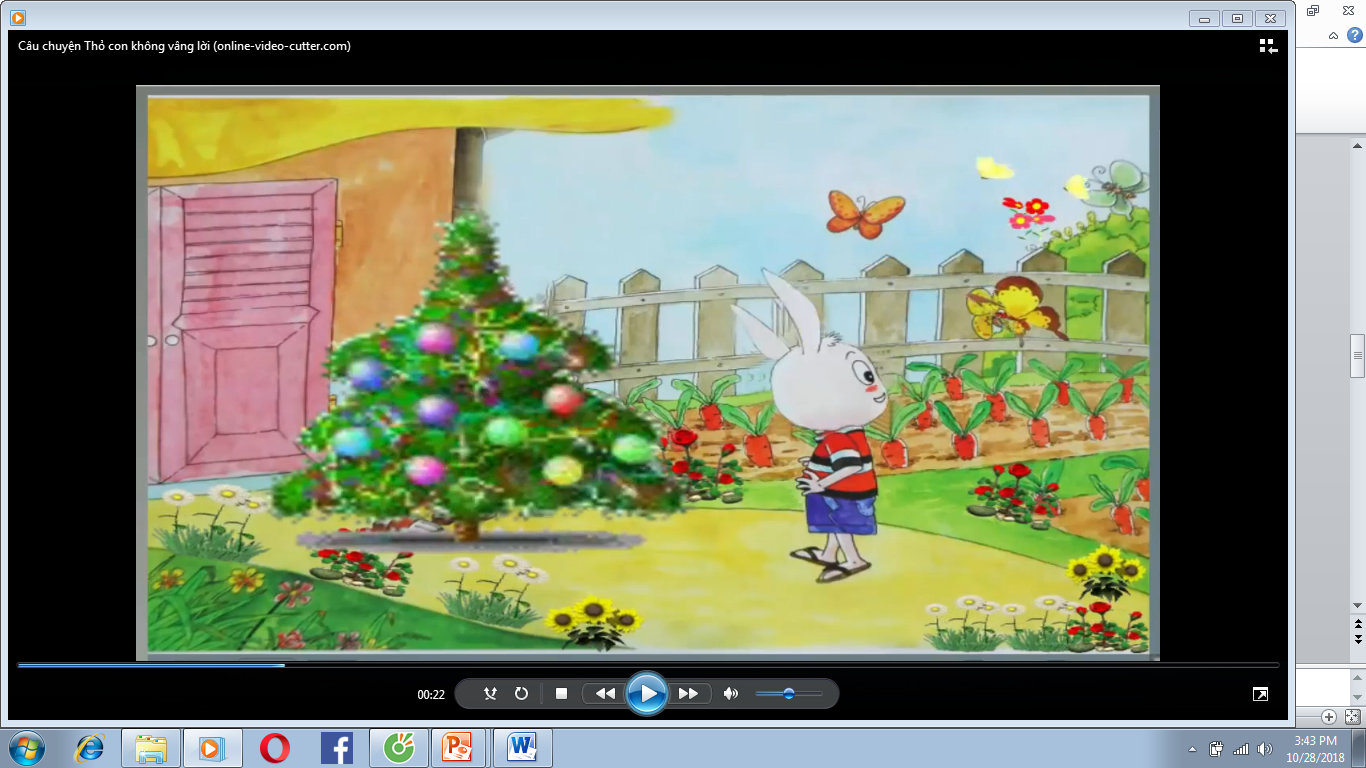 Câu chuyện Thỏ con không vâng lời (online-video-cutter.com)
00:22
3:43 PM
10/28/2018